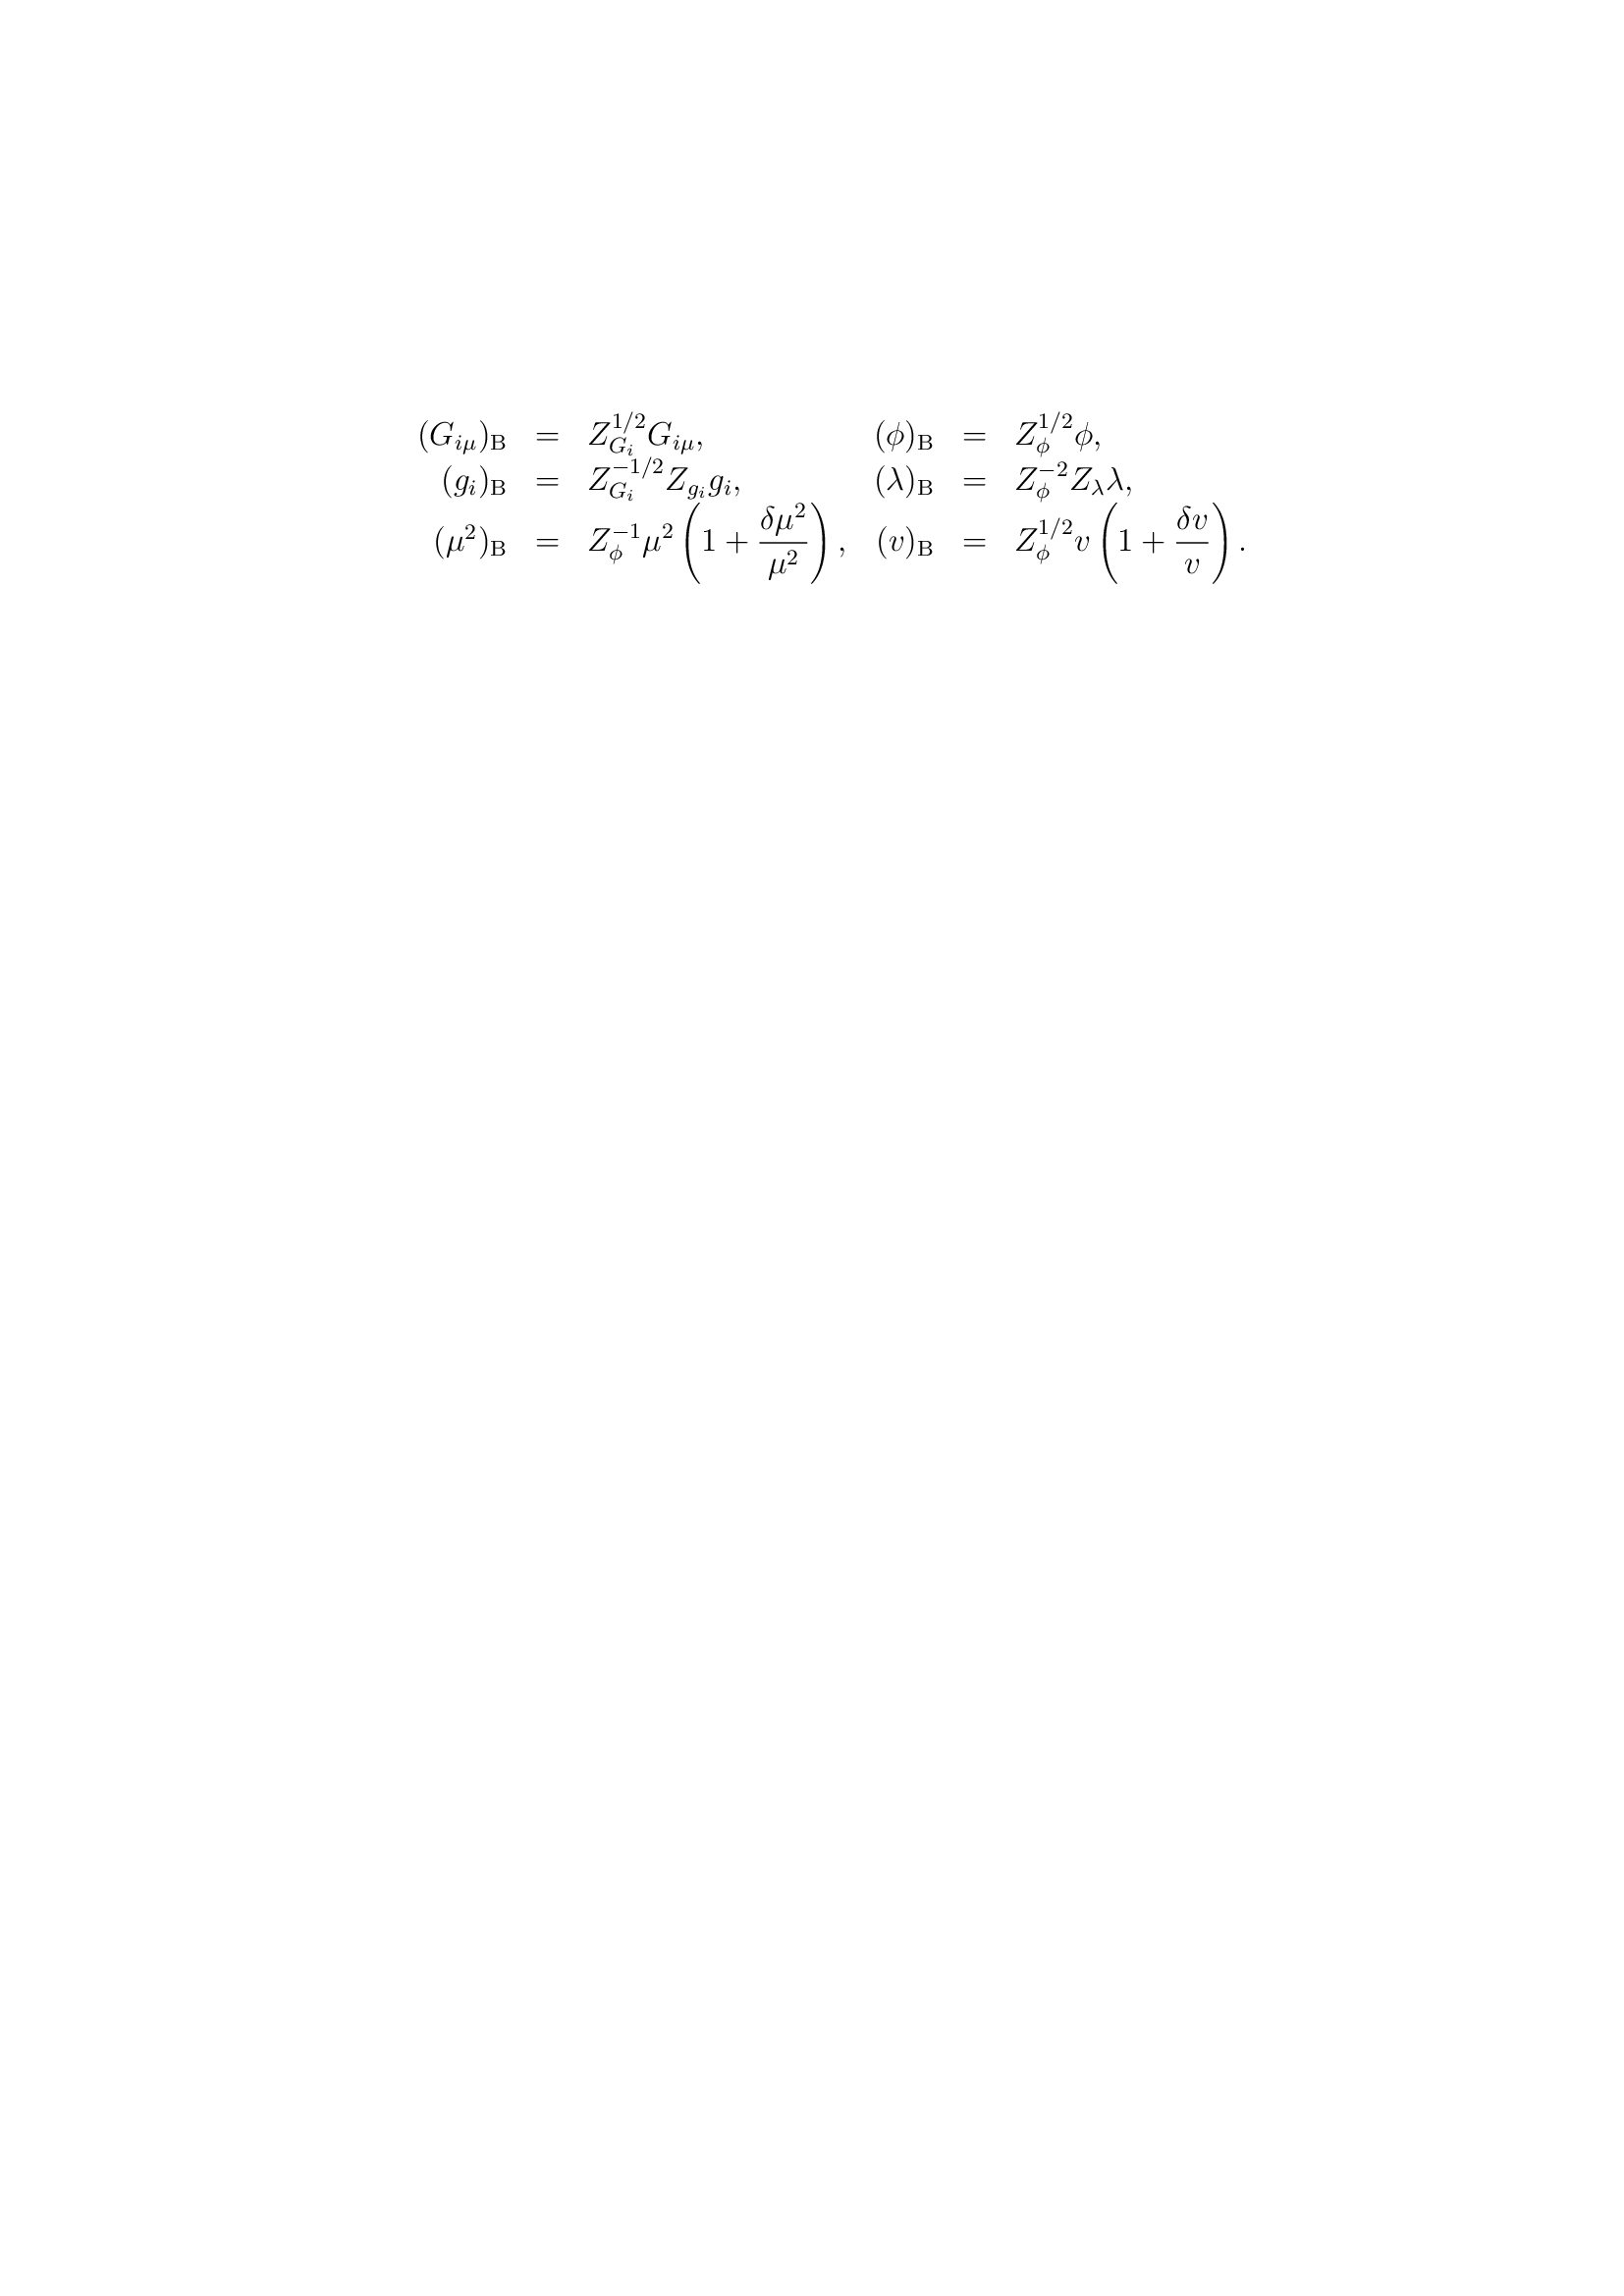 $(G_{i\mu})_{\mathrm{B}} = Z_{G_i}^{1/2} G_{i\mu}, \quad (\phi)_{\mathrm{B}} = Z_{\phi}^{1/2} \phi,$
$(g_i)_{\mathrm{B}} = Z_{G_i}^{-1/2} Z_{g_i} g_i, \quad (\lambda)_{\mathrm{B}} = Z_{\phi}^{-2} Z_{\lambda} \lambda,$
$(\mu^2)_{\mathrm{B}} = Z_{\phi}^{-1} \mu^2 \left( 1 + \frac{\delta\mu^2}{\mu^2} \right), \quad (v)_{\mathrm{B}} = Z_{\phi}^{1/2} v \left( 1 + \frac{\delta v}{v} \right).$